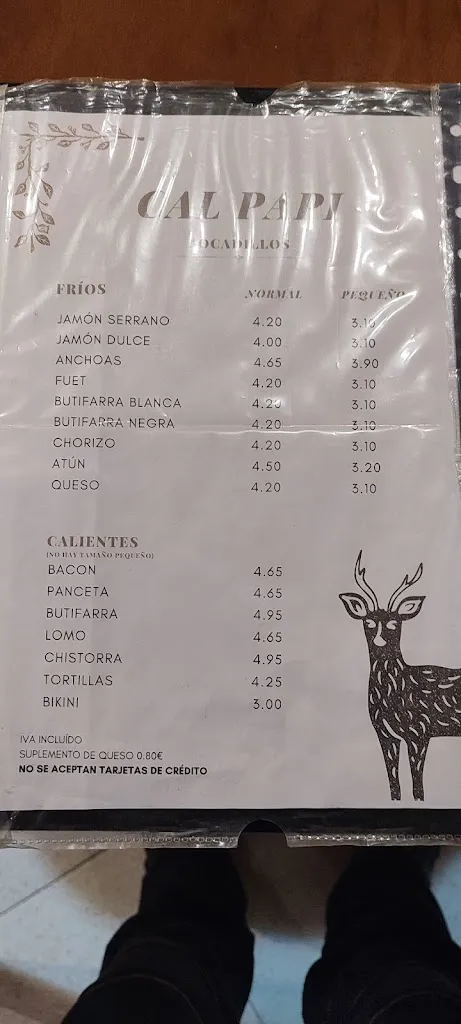 CAL PAPI
BOCADILLOS
FRÍOS NORMAL PEQUEÑO
JAMÓN SERRANO 4.20 3.10
JAMÓN DULCE 4.00 3.10
ANCHOAS 4.65 3.90
FUET 4.20 3.10
BUTIFARRA BLANCA 4.20 3.10
BUTIFARRA NEGRA 4.20 3.10
CHORIZO 4.20 3.10
ATÚN 4.50 3.20
QUESO 4.20 3.10
CALIENTES
(NO HAY TAMAÑO PEQUEÑO)
BACON 4.65
PANCETA 4.65
BUTIFARRA 4.95
LOMO 4.65
CHISTORRA 4.95
TORTILLAS 4.25
BIKINI 3.00
IVA INCLUÍDO
SUPLEMENTO DE QUESO 0.80€
NO SE ACEPTAN TARJETAS DE CRÉDITO